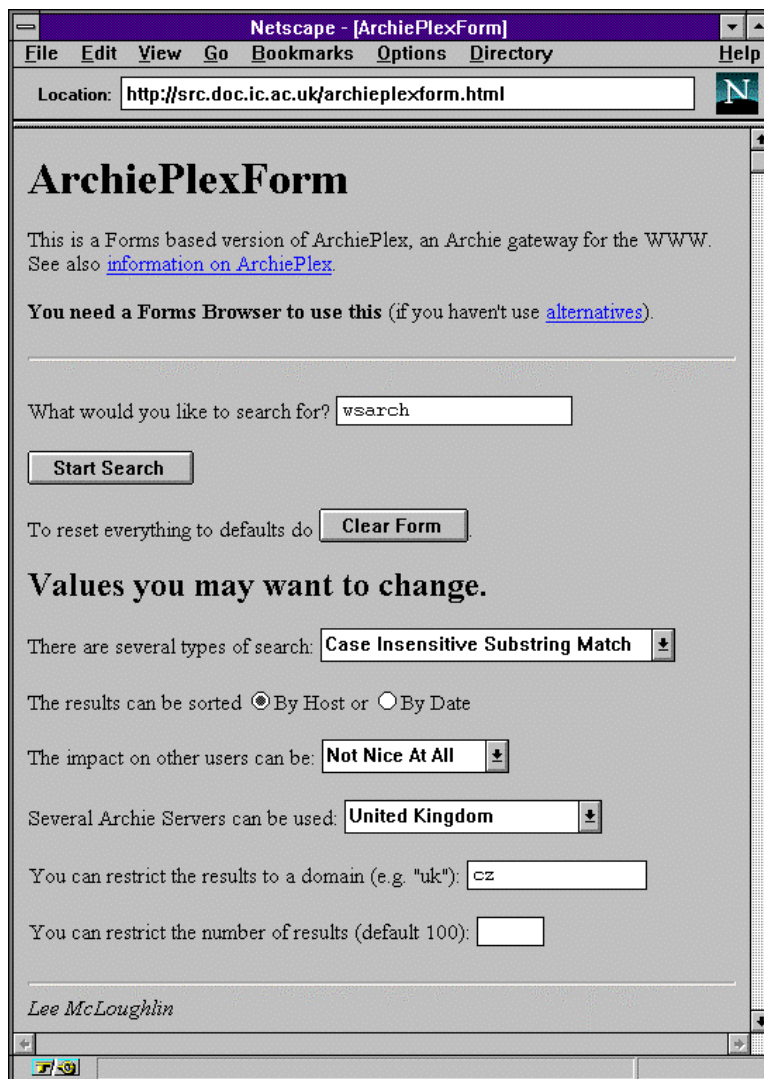 Netscape - [ArchiePlexForm]
File Edit View Go Bookmarks Options Directory Help
Location: http://src.doc.ic.ac.uk/archieplexform.html N
ArchiePlexForm
This is a Forms based version of ArchiePlex, an Archie gateway for the WWW.
See also information on ArchiePlex.
You need a Forms Browser to use this (if you haven't use alternatives).
What would you like to search for? wsarch
Start Search
To reset everything to defaults do Clear Form.
Values you may want to change.
There are several types of search: Case Insensitive Substring Match
The results can be sorted By Host or By Date
The impact on other users can be: Not Nice At All
Several Archie Servers can be used: United Kingdom
You can restrict the results to a domain (e.g. "uk"): cz
You can restrict the number of results (default 100):
Lee McLoughlin